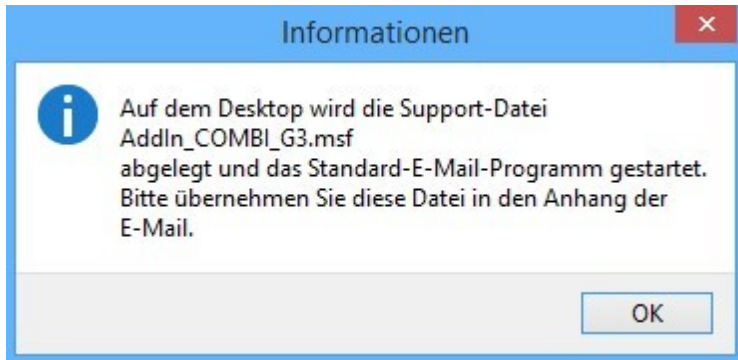 Informationen
Auf dem Desktop wird die Support-Datei
AddIn_COMBI_G3.msf
abgelegt und das Standard-E-Mail-Programm gestartet.
Bitte übernehmen Sie diese Datei in den Anhang der
E-Mail.
OK